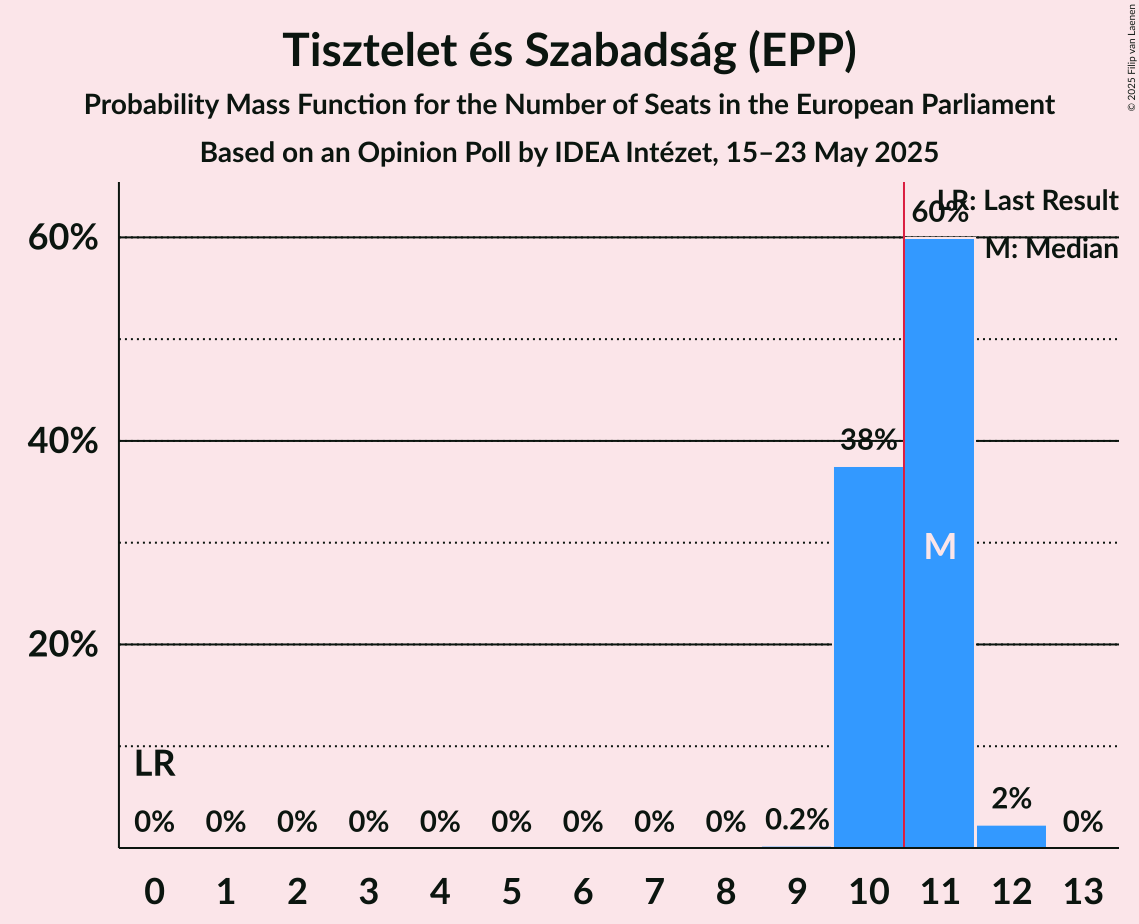 Tisztelet és Szabadság (EPP)
Probability Mass Function for the Number of Seats in the European Parliament
Based on an Opinion Poll by IDEA Intézet, 15–23 May 2025
© 2025 Filip van Laenen
LR: Last Result
M: Median
60%
40%
20%
60%
38%
M
LR
0% 0% 0% 0% 0% 0% 0% 0% 0% 0.2% 2% 0%
0 1 2 3 4 5 6 7 8 9 10 11 12 13